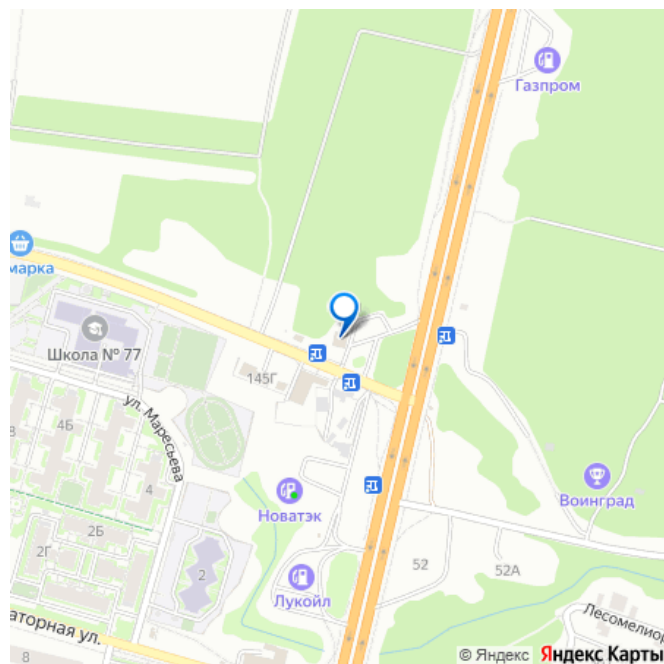 Газпром
марка
Школа № 77
145Г
ул. Маресьева
4Б
4
2Б
2Г
2
Новатэк
Воинград
52
52А
Лукойл
Лесомелиор
аторная ул.
8
© Яндекс Яндекс Карты